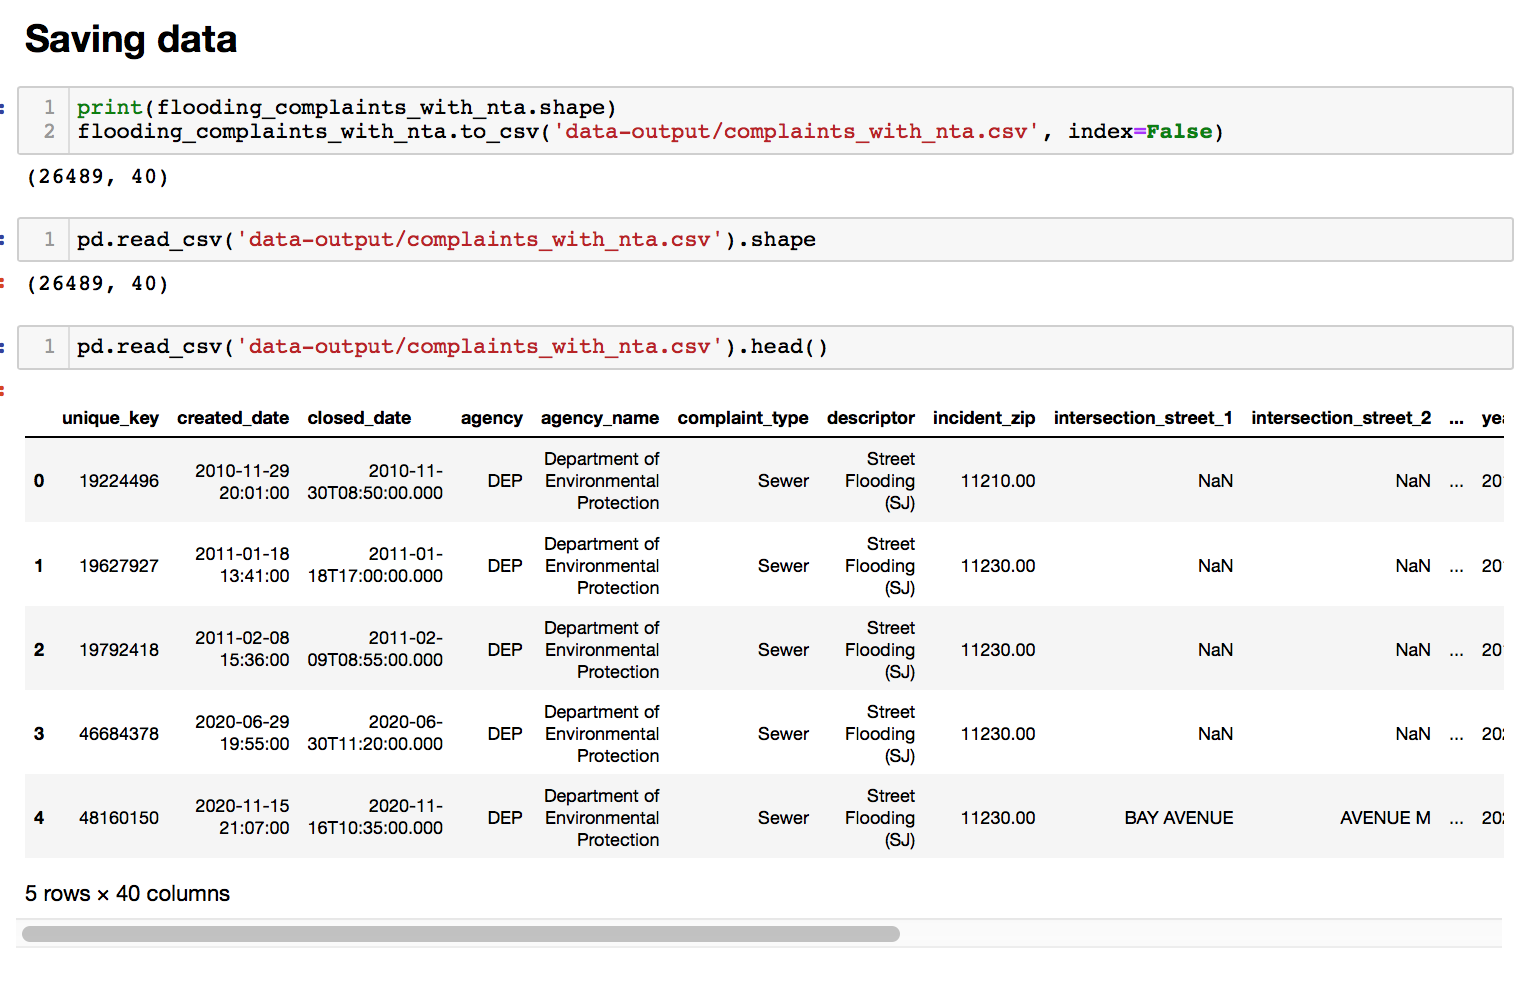 Saving data
1 print(flooding_complaints_with_nta.shape)
2 flooding_complaints_with_nta.to_csv('data-output/complaints_with_nta.csv', index=False)
(26489, 40)
1 pd.read_csv('data-output/complaints_with_nta.csv').shape
(26489, 40)
1 pd.read_csv('data-output/complaints_with_nta.csv').head()
unique_key created_date closed_date agency agency_name complaint_type descriptor incident_zip intersection_street_1 intersection_street_2 ...
Department of Street
2010-11-29 2010-11- Environmental Flooding
0 19224496 DEP Sewer 11210.00 NaN NaN ... 20
20:01:00 30T08:50:00.000 Protection (SJ)
Department of Street
2011-01-18 2011-01- Environmental Flooding
1 19627927 DEP Sewer 11230.00 NaN NaN ... 20
13:41:00 18T17:00:00.000 Protection (SJ)
Department of Street
2011-02-08 2011-02- Environmental Flooding
2 19792418 DEP Sewer 11230.00 NaN NaN ... 20
15:36:00 09T08:55:00.000 Protection (SJ)
Department of Street
2020-06-29 2020-06- Environmental Flooding
3 46684378 DEP Sewer 11230.00 NaN NaN ... 20
19:55:00 30T11:20:00.000 Protection (SJ)
Department of Street
2020-11-15 2020-11- Environmental Flooding
4 48160150 DEP Sewer 11230.00 BAY AVENUE AVENUE M ... 20
21:07:00 16T10:35:00.000 Protection (SJ)
5 rows × 40 columns